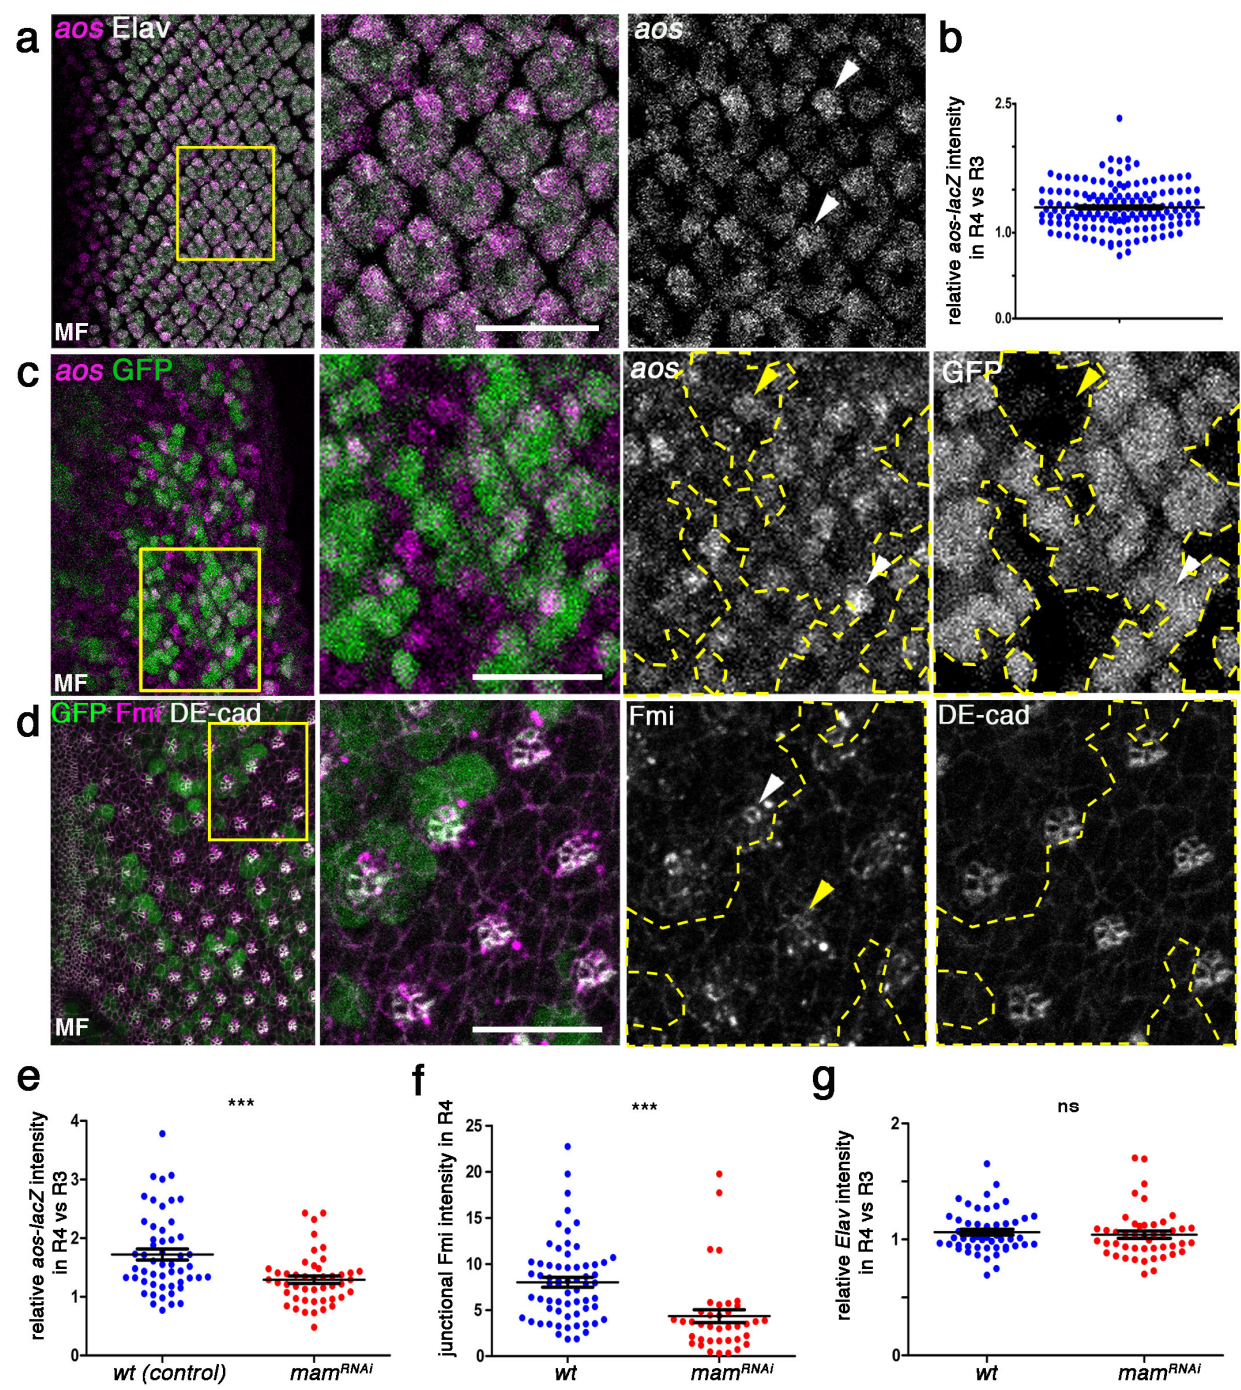 a
aos Elav
MF
aos
b
relative aos-lacZ intensity
in R4 vs R3
2.5
1.0
0.0
c
aos GFP
MF
aos
GFP
d
GFP Fmi DE-cad
MF
Fmi
DE-cad
e
relative aos-lacZ intensity
in R4 vs R3
***
4
3
2
1
0
wt (control)
mamRNAi
f
junctional Fmi intensity in R4
***
25
20
15
10
5
0
wt
mamRNAi
g
relative Elav intensity
in R4 vs R3
ns
2
1
0
wt
mamRNAi